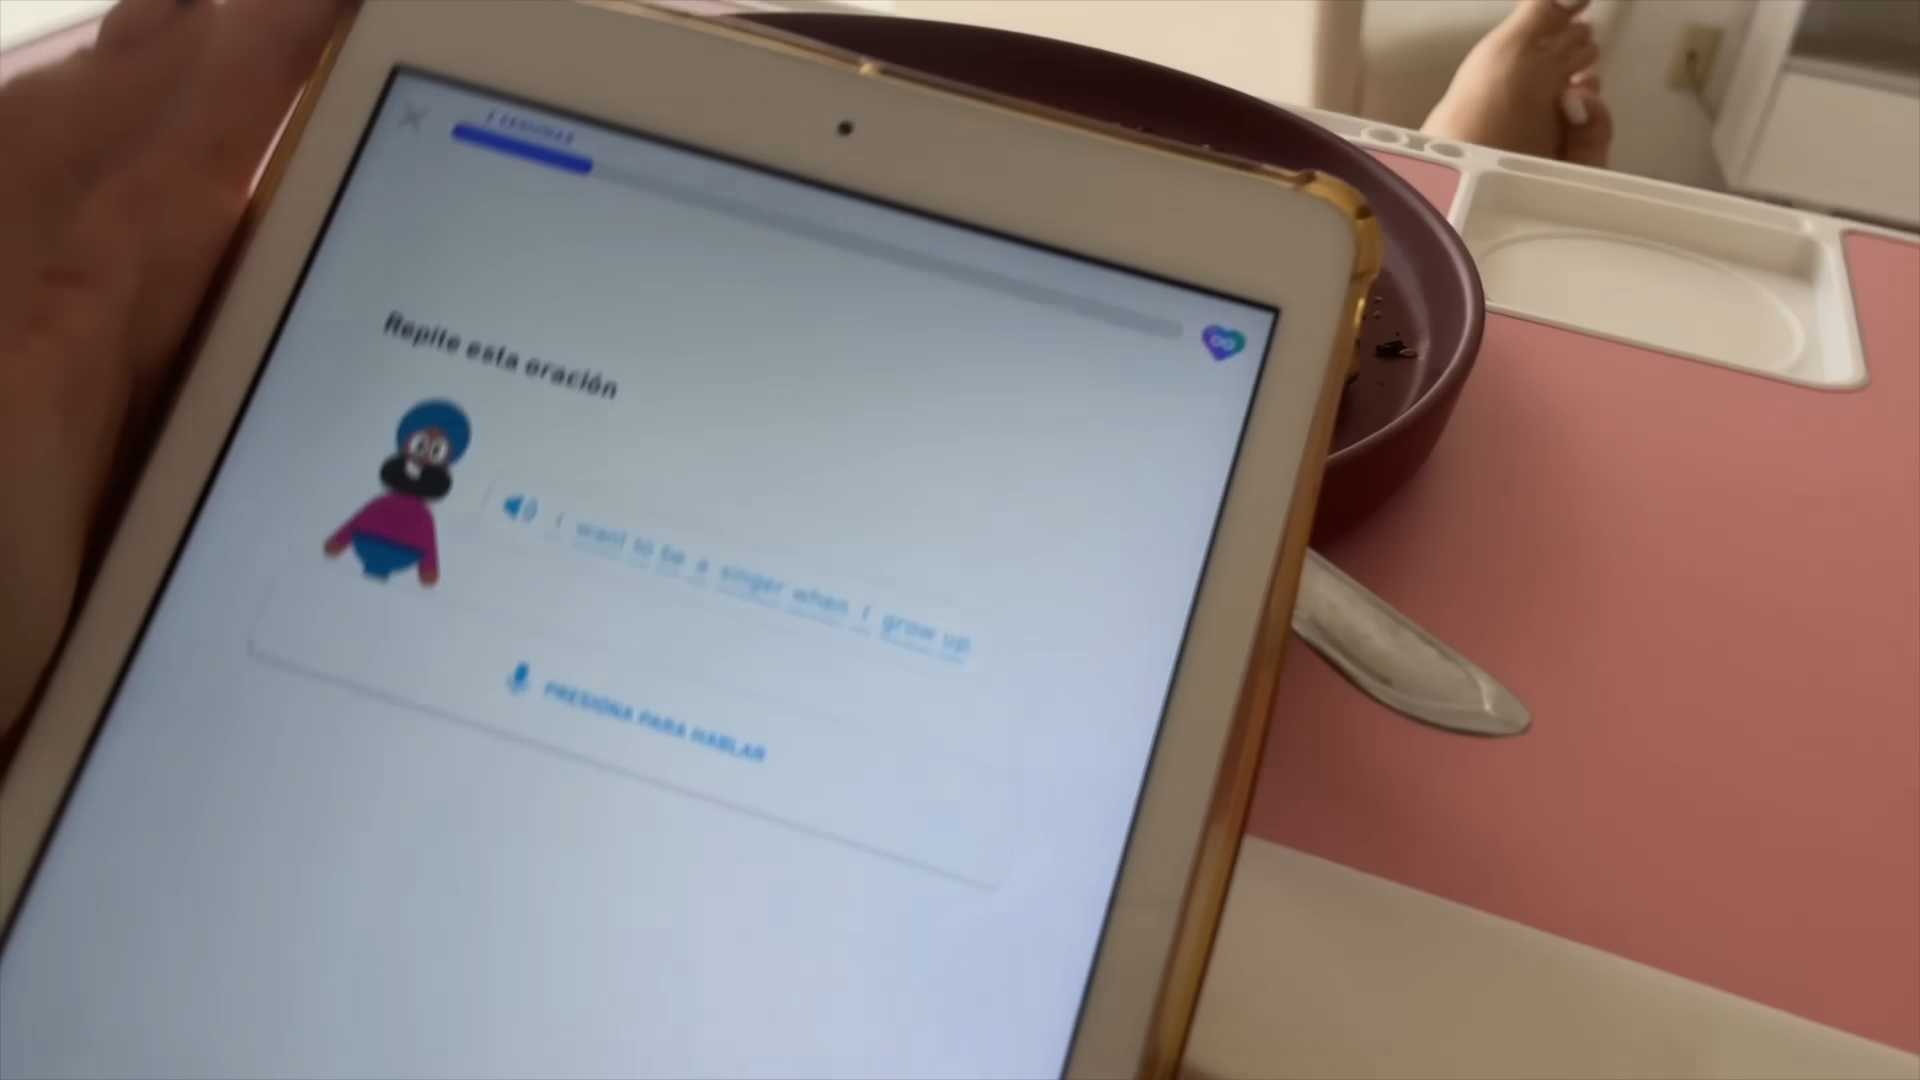 Repite esta oración
I want to be a singer when I grow up
PRESIONA PARA HABLAR